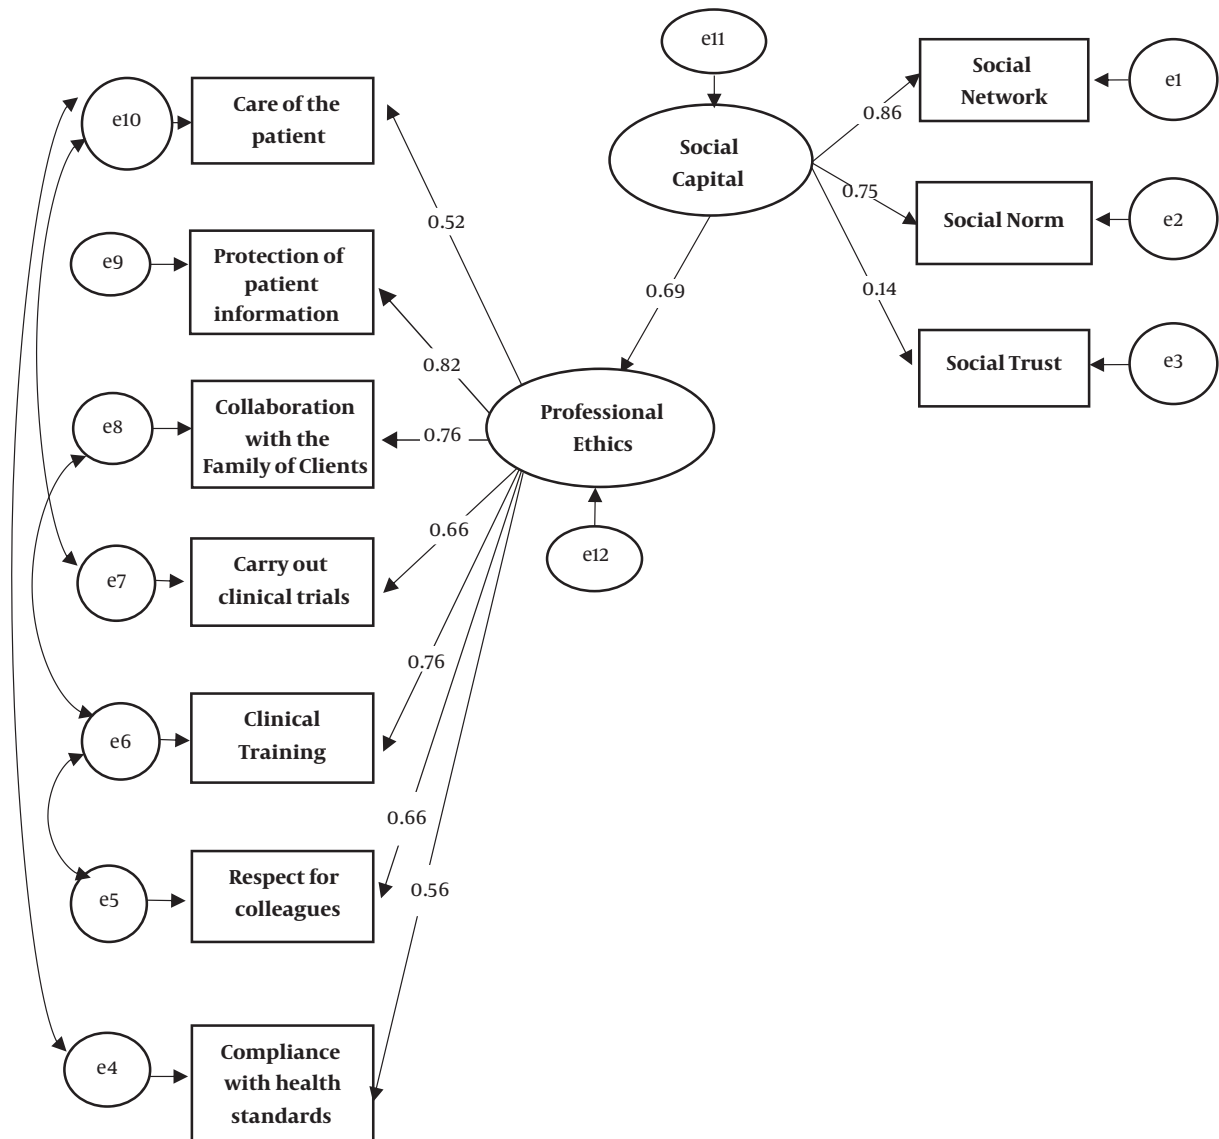 e11
Social
Network
e1
0.86
e10
Care of the
patient
Social
Capital
0.75
Social Norm
e2
0.52
e9
Protection of
patient
information
0.69
0.14
Social Trust
e3
0.82
e8
Collaboration
with the
Family of Clients
0.76
Professional
Ethics
0.66
e12
e7
Carry out
clinical trials
0.76
e6
Clinical
Training
0.66
e5
Respect for
colleagues
0.56
e4
Compliance
with health
standards